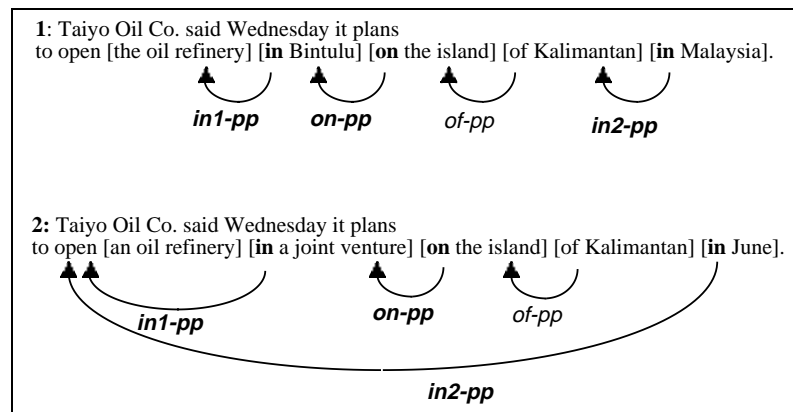 1: Taiyo Oil Co. said Wednesday it plans
to open [the oil refinery] [in Bintulu] [on the island] [of Kalimantan] [in Malaysia].
in1-pp on-pp of-pp in2-pp
2: Taiyo Oil Co. said Wednesday it plans
to open [an oil refinery] [in a joint venture] [on the island] [of Kalimantan] [in June].
in1-pp on-pp of-pp
in2-pp